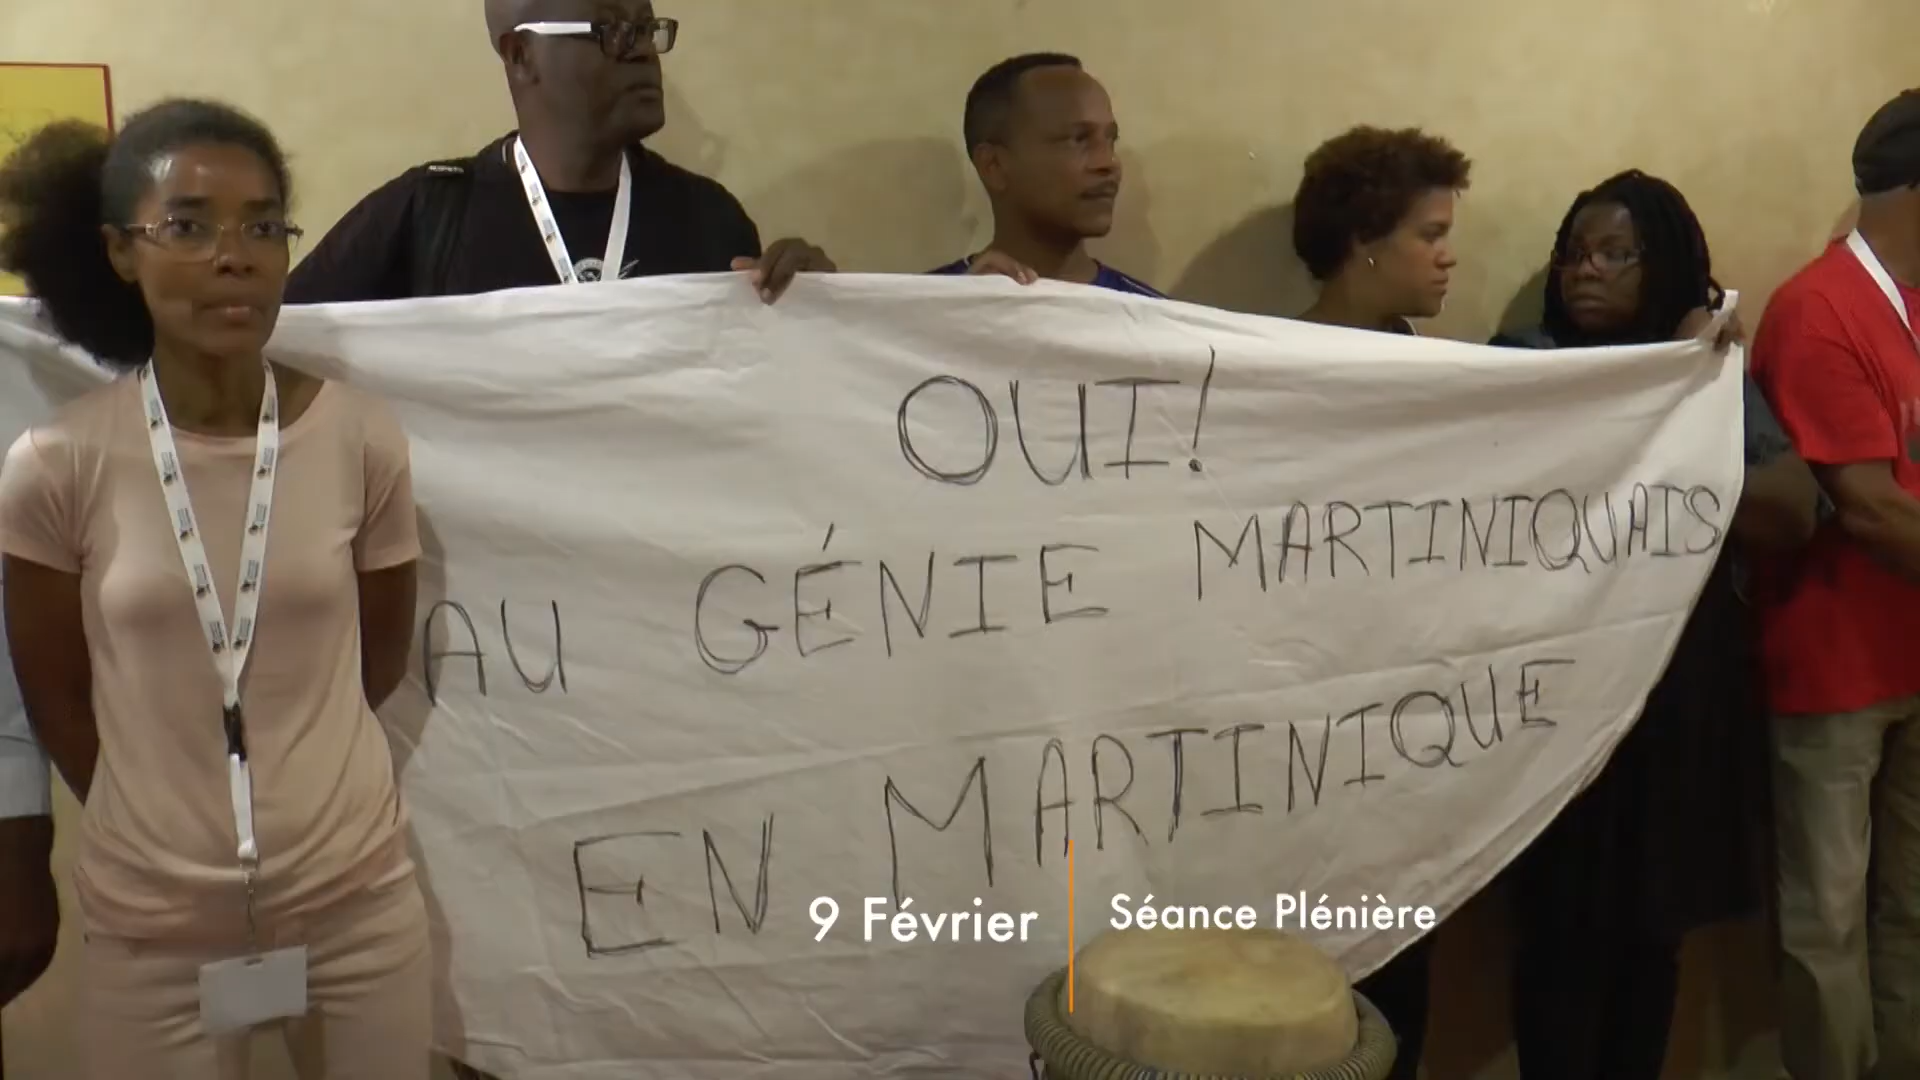 OUI!
AU GÉNIE MARTINIQUAIS
EN MARTINIQUE
9 Février
Séance Plénière